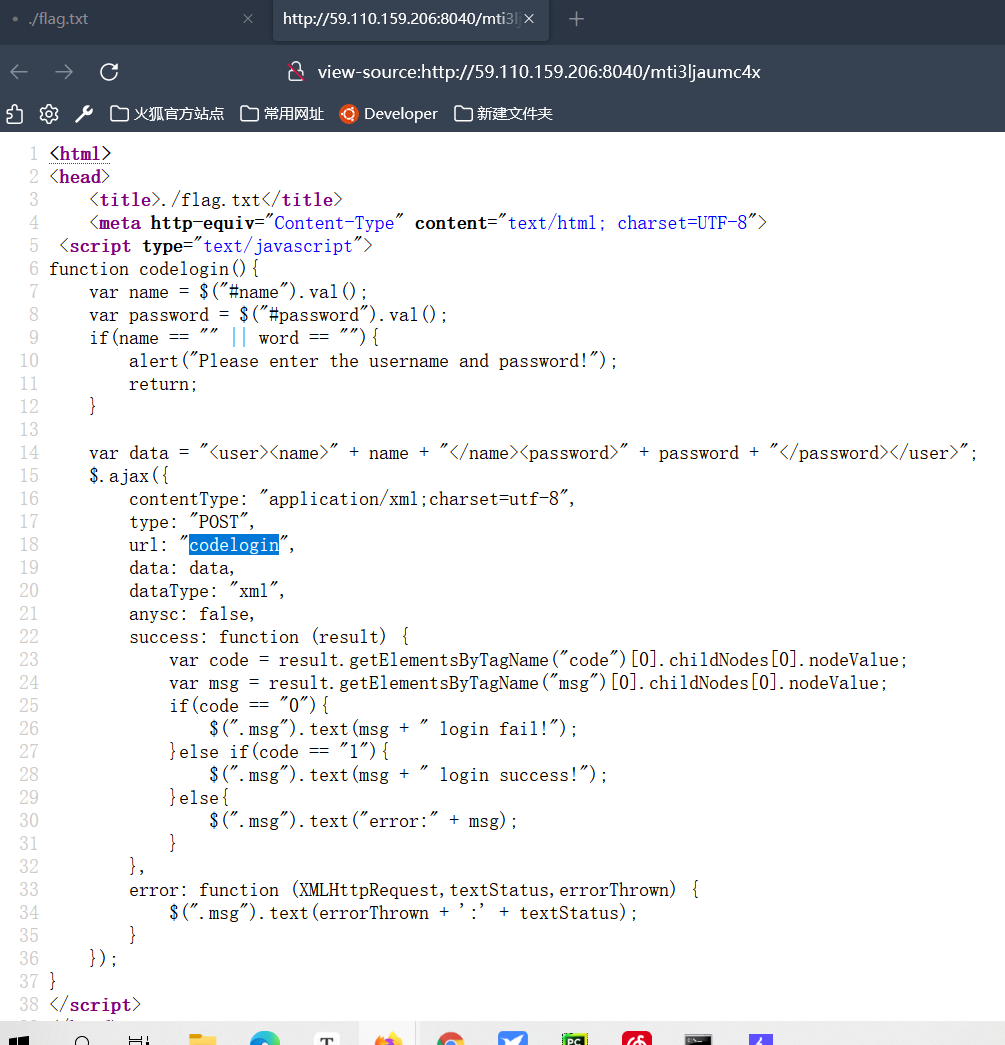 ./flag.txt
http://59.110.159.206:8040/mti3lj
view-source:http://59.110.159.206:8040/mti3ljaumc4x
火狐官方站点 常用网址 Developer 新建文件夹
1 <html>
2 <head>
3 <title>./flag.txt</title>
4 <meta http-equiv="Content-Type" content="text/html; charset=UTF-8">
5 <script type="text/javascript">
6 function codelogin(){
7 var name = $("#name").val();
8 var password = $("#password").val();
9 if(name == "" || word == ""){
10 alert("Please enter the username and password!");
11 return;
12 }
13
14 var data = "<user><name>" + name + "</name><password>" + password + "</password></user>";
15 $.ajax({
16 contentType: "application/xml;charset=utf-8",
17 type: "POST",
18 url: "codelogin",
19 data: data,
20 dataType: "xml",
21 anysc: false,
22 success: function (result) {
23 var code = result.getElementsByTagName("code")[0].childNodes[0].nodeValue;
24 var msg = result.getElementsByTagName("msg")[0].childNodes[0].nodeValue;
25 if(code == "0"){
26 $(".msg").text(msg + " login fail!");
27 }else if(code == "1"){
28 $(".msg").text(msg + " login success!");
29 }else{
30 $(".msg").text("error:" + msg);
31 }
32 },
33 error: function (XMLHttpRequest,textStatus,errorThrown) {
34 $(".msg").text(errorThrown + ':' + textStatus);
35 }
36 });
37 }
38 </script>
T PC